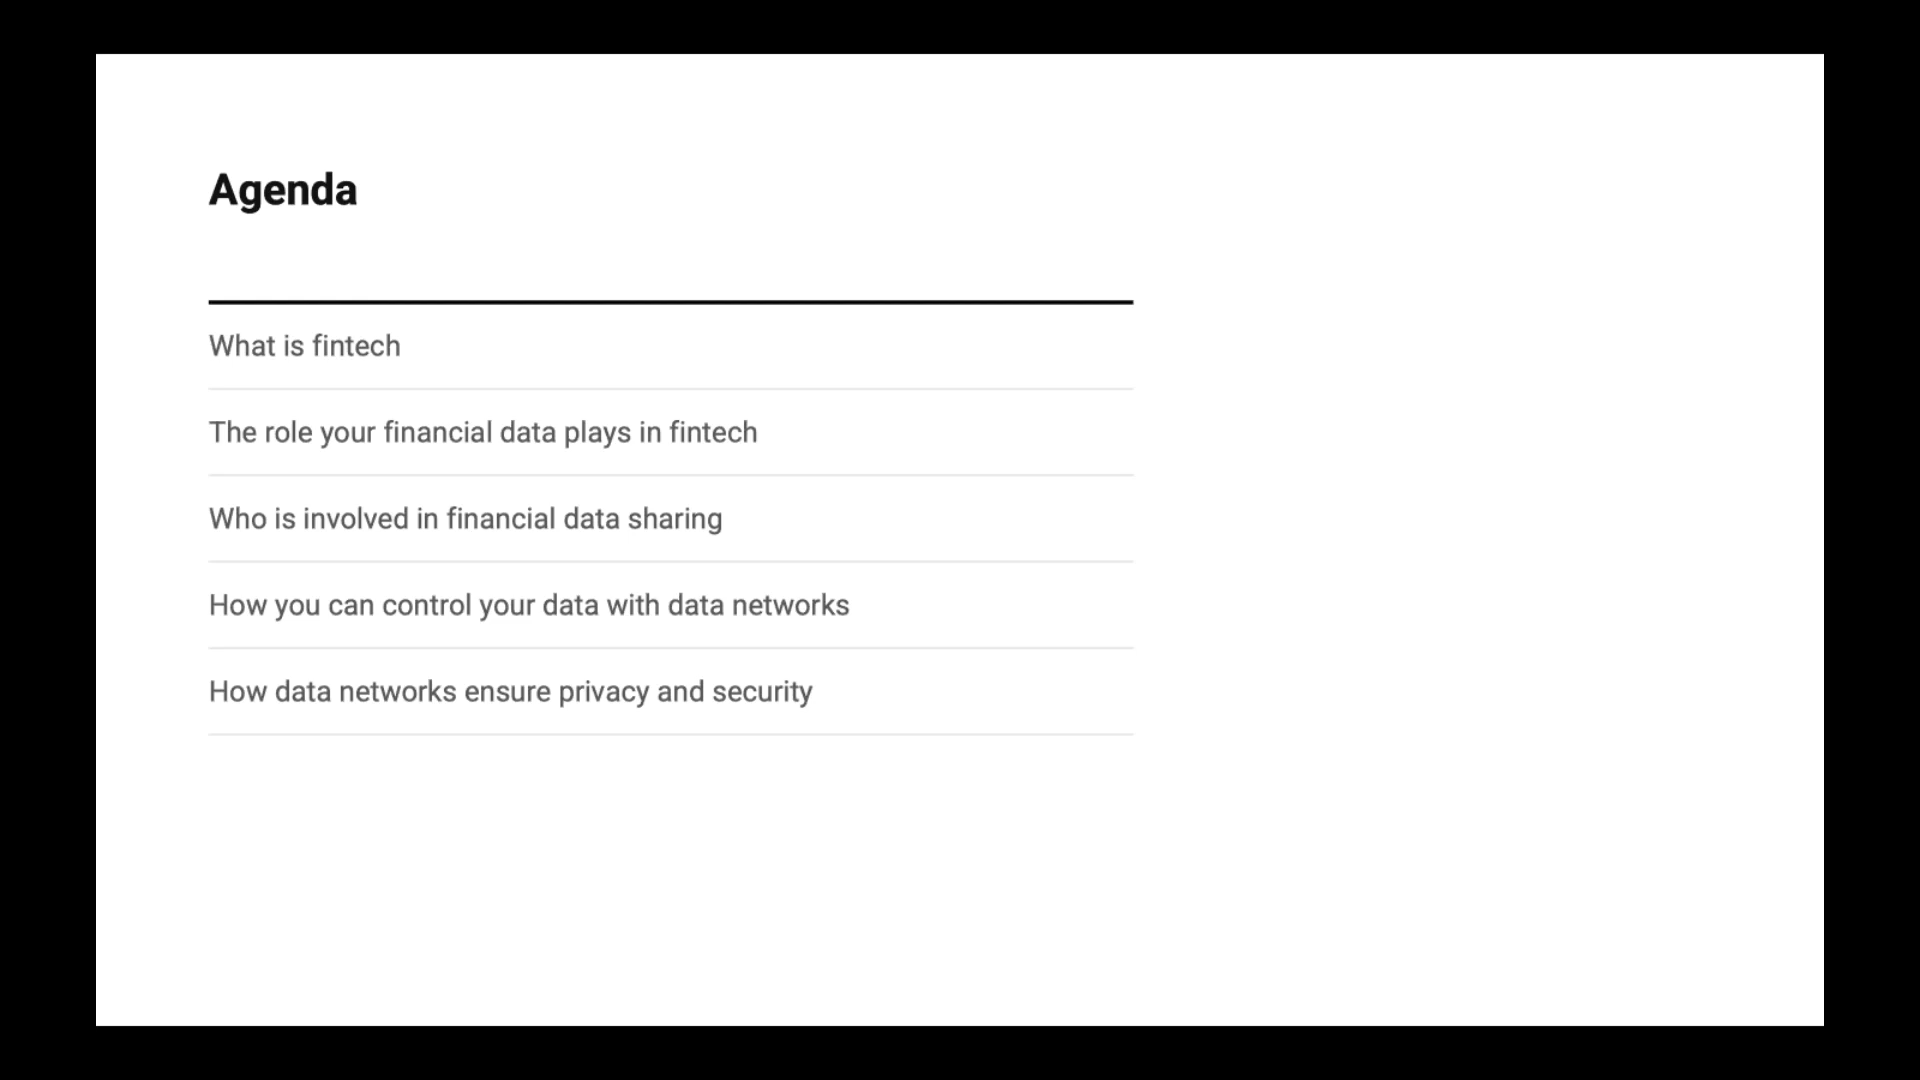 Agenda
What is fintech
The role your financial data plays in fintech
Who is involved in financial data sharing
How you can control your data with data networks
How data networks ensure privacy and security